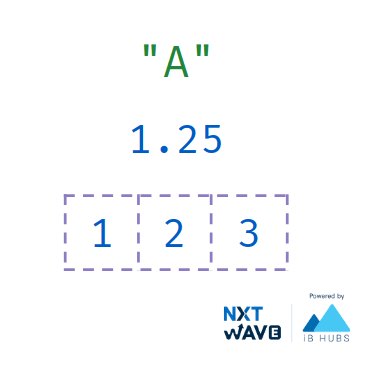 "A"
1.25
1 2 3
Powered by
NXT
WAVE
iB HUBS